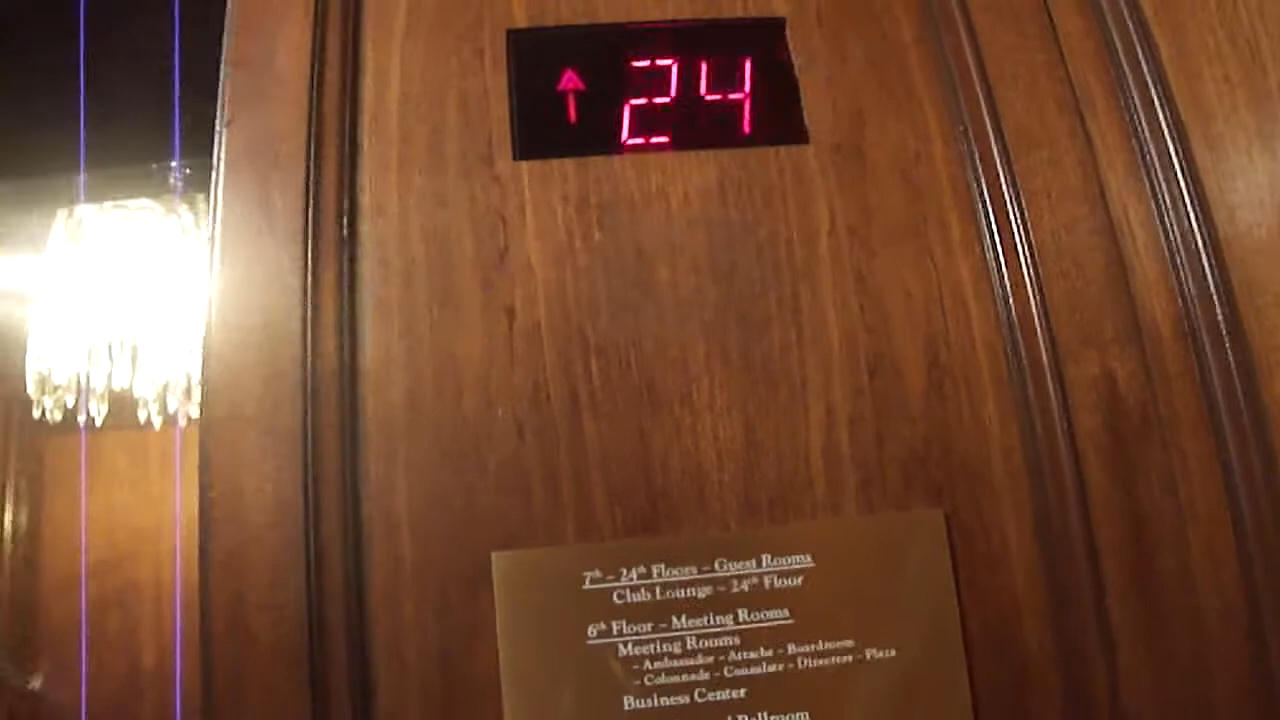 24
7th - 24th Floors - Guest Rooms
Club Lounge - 24th Floor
6th Floor - Meeting Rooms
Meeting Rooms
- Ambassador - Attache - Boardroom
- Colonnade - Consulate - Directors - Plaza
Business Center
Ballroom